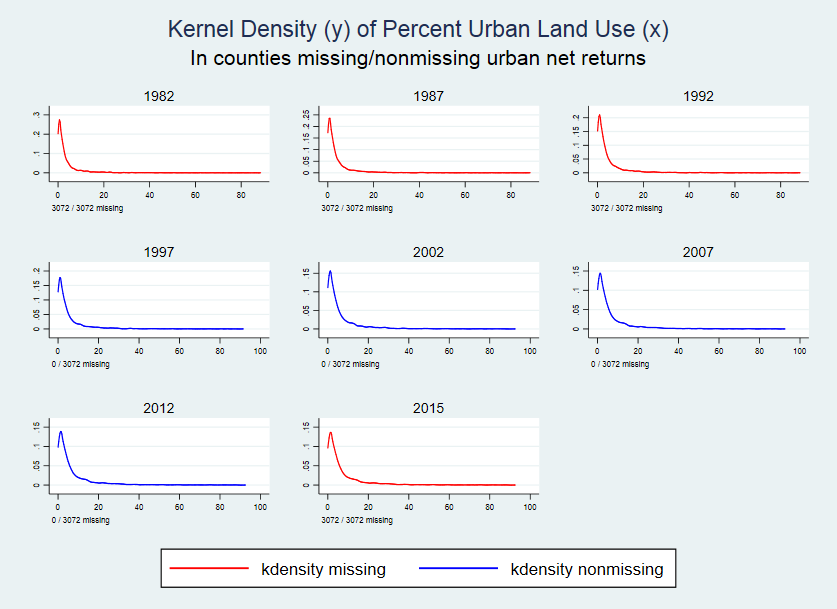 Kernel Density (y) of Percent Urban Land Use (x)
In counties missing/nonmissing urban net returns
1982
0 .1 .2 .3
0 20 40 60 80
3072 / 3072 missing
1987
0 .05 .1 .15 .2 .25
0 20 40 60 80
3072 / 3072 missing
1992
0 .05 .1 .15 .2
0 20 40 60 80
3072 / 3072 missing
1997
0 .05 .1 .15 .2
0 20 40 60 80 100
0 / 3072 missing
2002
0 .05 .1 .15
0 20 40 60 80 100
0 / 3072 missing
2007
0 .05 .1 .15
0 20 40 60 80 100
0 / 3072 missing
2012
0 .05 .1 .15
0 20 40 60 80 100
0 / 3072 missing
2015
0 .05 .1 .15
0 20 40 60 80 100
3072 / 3072 missing
kdensity missing kdensity nonmissing